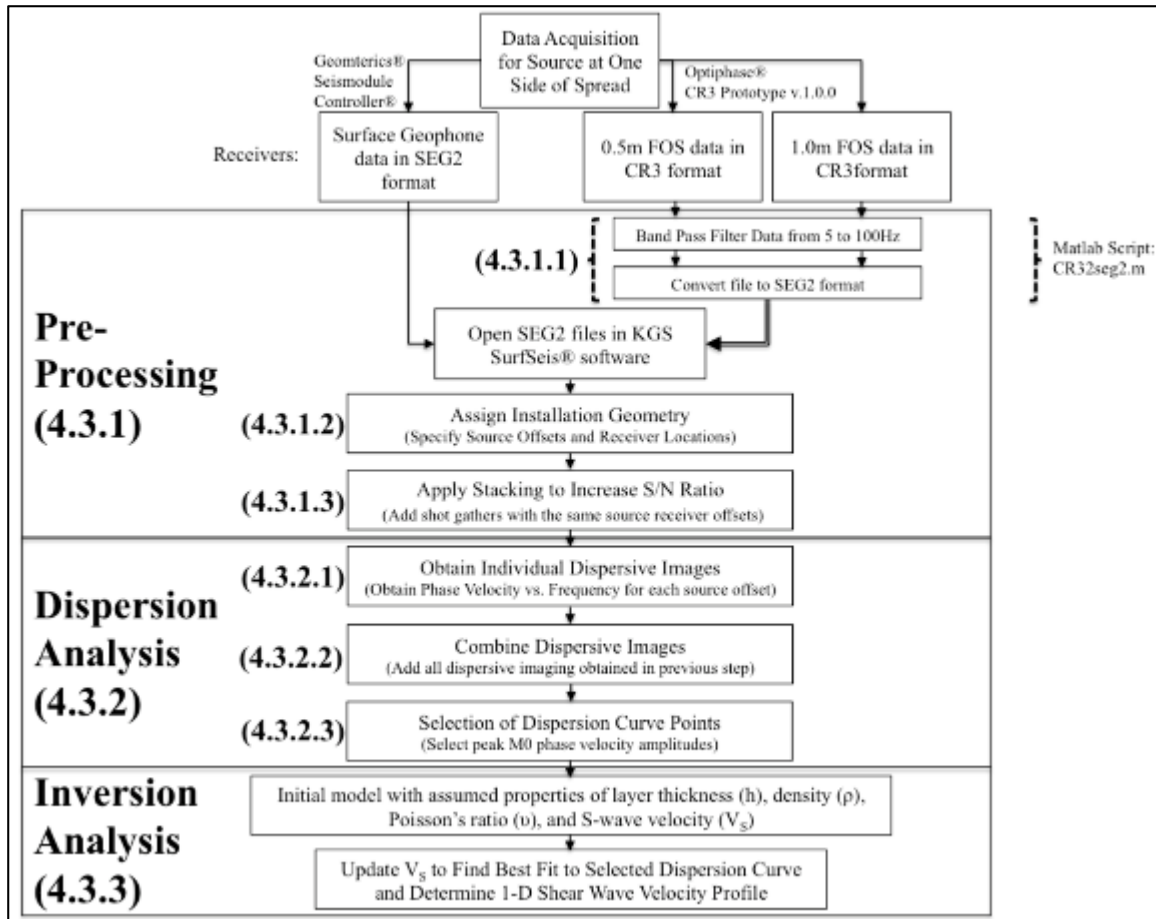 Data Acquisition
for Source at One
Side of Spread
Geomterics®
Seismodule
Controller®
Optiphase®
CR3 Prototype v.1.0.0
Receivers:
Surface Geophone
data in SEG2
format
0.5m FOS data in
CR3 format
1.0m FOS data in
CR3format
Pre-
Processing
(4.3.1)
(4.3.1.1)
Band Pass Filter Data from 5 to 100Hz
Convert file to SEG2 format
Matlab Script:
CR32seg2.m
Open SEG2 files in KGS
SurfSeis® software
(4.3.1.2)
Assign Installation Geometry
(Specify Source Offsets and Receiver Locations)
(4.3.1.3)
Apply Stacking to Increase S/N Ratio
(Add shot gathers with the same source receiver offsets)
Dispersion
Analysis
(4.3.2)
(4.3.2.1)
Obtain Individual Dispersive Images
(Obtain Phase Velocity vs. Frequency for each source offset)
(4.3.2.2)
Combine Dispersive Images
(Add all dispersive imaging obtained in previous step)
(4.3.2.3)
Selection of Dispersion Curve Points
(Select peak M0 phase velocity amplitudes)
Inversion
Analysis
(4.3.3)
Initial model with assumed properties of layer thickness (h), density (ρ),
Poisson's ratio (υ), and S-wave velocity (V_S)
Update V_S to Find Best Fit to Selected Dispersion Curve
and Determine 1-D Shear Wave Velocity Profile